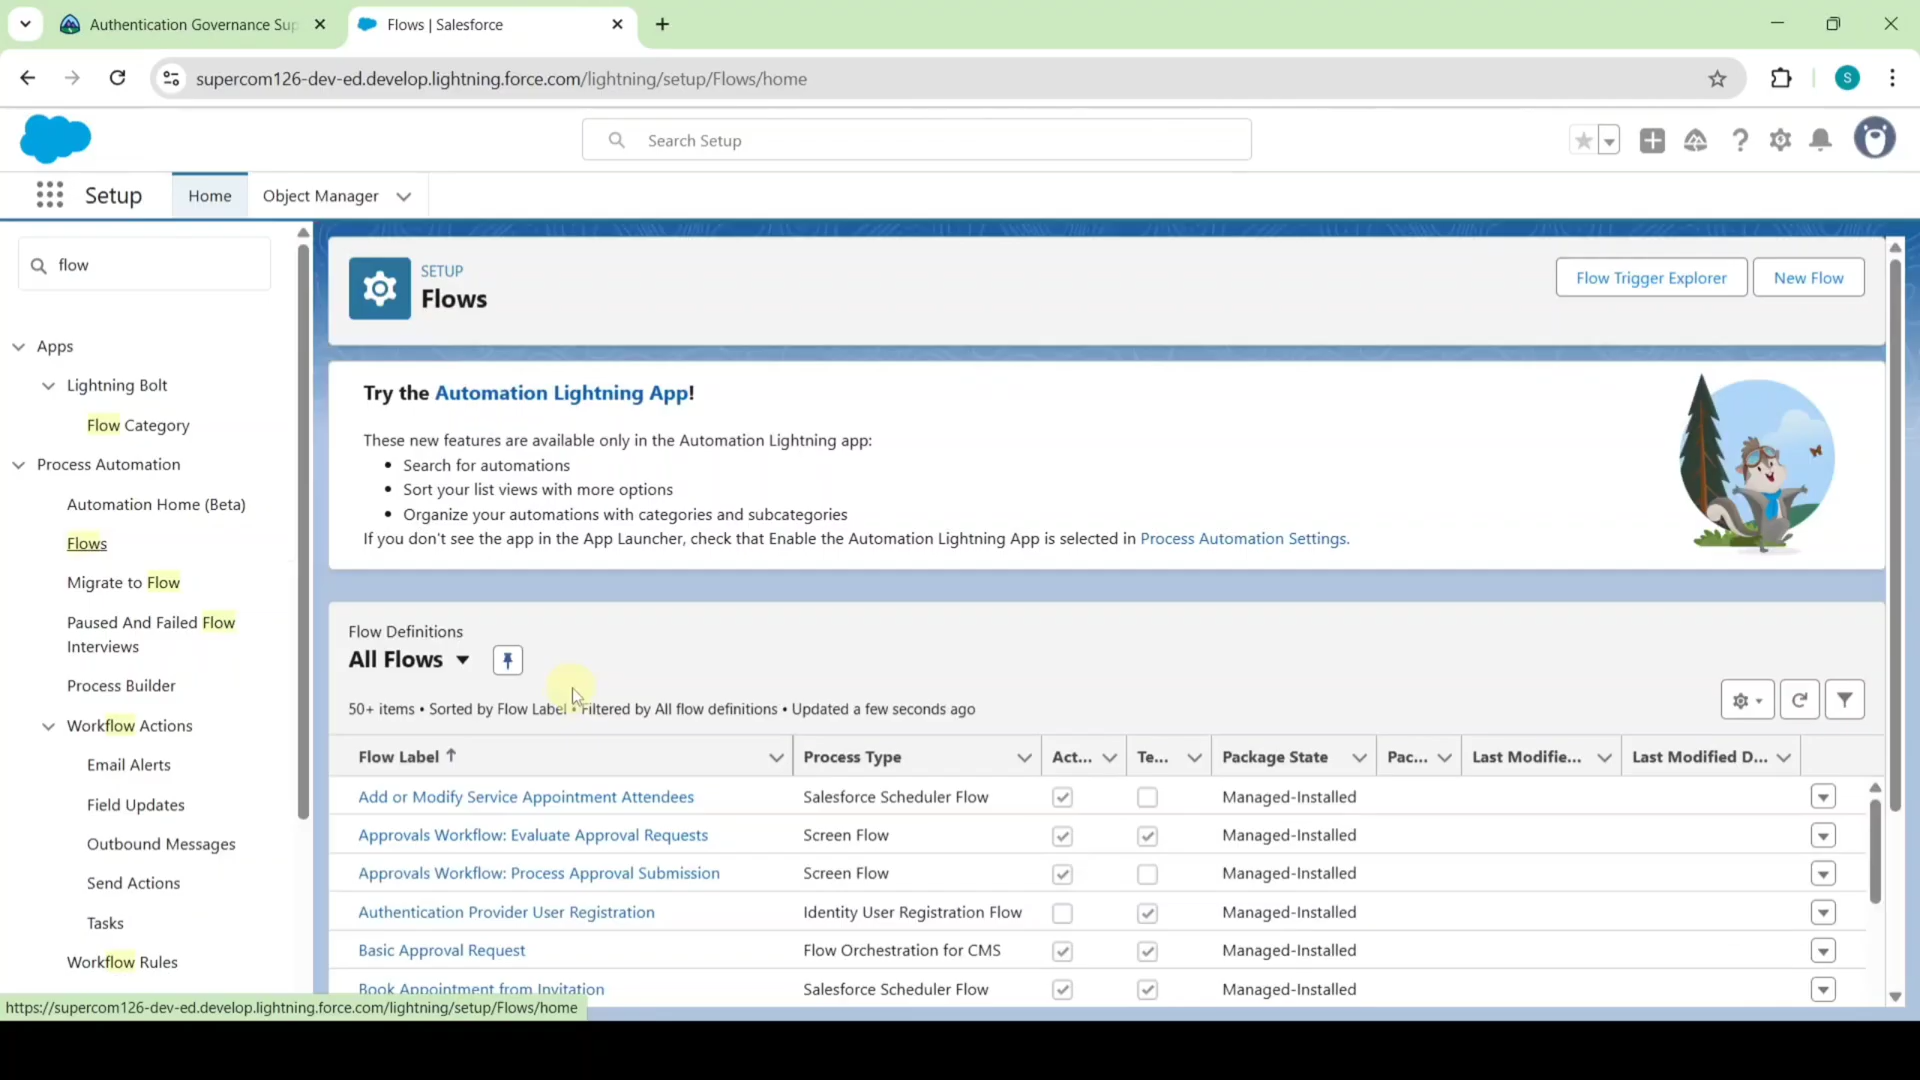 Authentication Governance Sup
Flows | Salesforce
supercom126-dev-ed.develop.lightning.force.com/lightning/setup/Flows/home
S
Search Setup
Setup
Home
Object Manager
flow
Apps
Lightning Bolt
Flow Category
Process Automation
Automation Home (Beta)
Flows
Migrate to Flow
Paused And Failed Flow
Interviews
Process Builder
Workflow Actions
Email Alerts
Field Updates
Outbound Messages
Send Actions
Tasks
Workflow Rules
SETUP
Flows
Flow Trigger Explorer
New Flow
Try the Automation Lightning App!
These new features are available only in the Automation Lightning app:
• Search for automations
• Sort your list views with more options
• Organize your automations with categories and subcategories
If you don't see the app in the App Launcher, check that Enable the Automation Lightning App is selected in Process Automation Settings.
Flow Definitions
All Flows
50+ items • Sorted by Flow Label • Filtered by All flow definitions • Updated a few seconds ago
Flow Label ↑ Process Type Act... Te... Package State Pac... Last Modifie... Last Modified D...
Add or Modify Service Appointment Attendees Salesforce Scheduler Flow Managed-Installed
Approvals Workflow: Evaluate Approval Requests Screen Flow Managed-Installed
Approvals Workflow: Process Approval Submission Screen Flow Managed-Installed
Authentication Provider User Registration Identity User Registration Flow Managed-Installed
Basic Approval Request Flow Orchestration for CMS Managed-Installed
Book Appointment from Invitation Salesforce Scheduler Flow Managed-Installed
https://supercom126-dev-ed.develop.lightning.force.com/lightning/setup/Flows/home